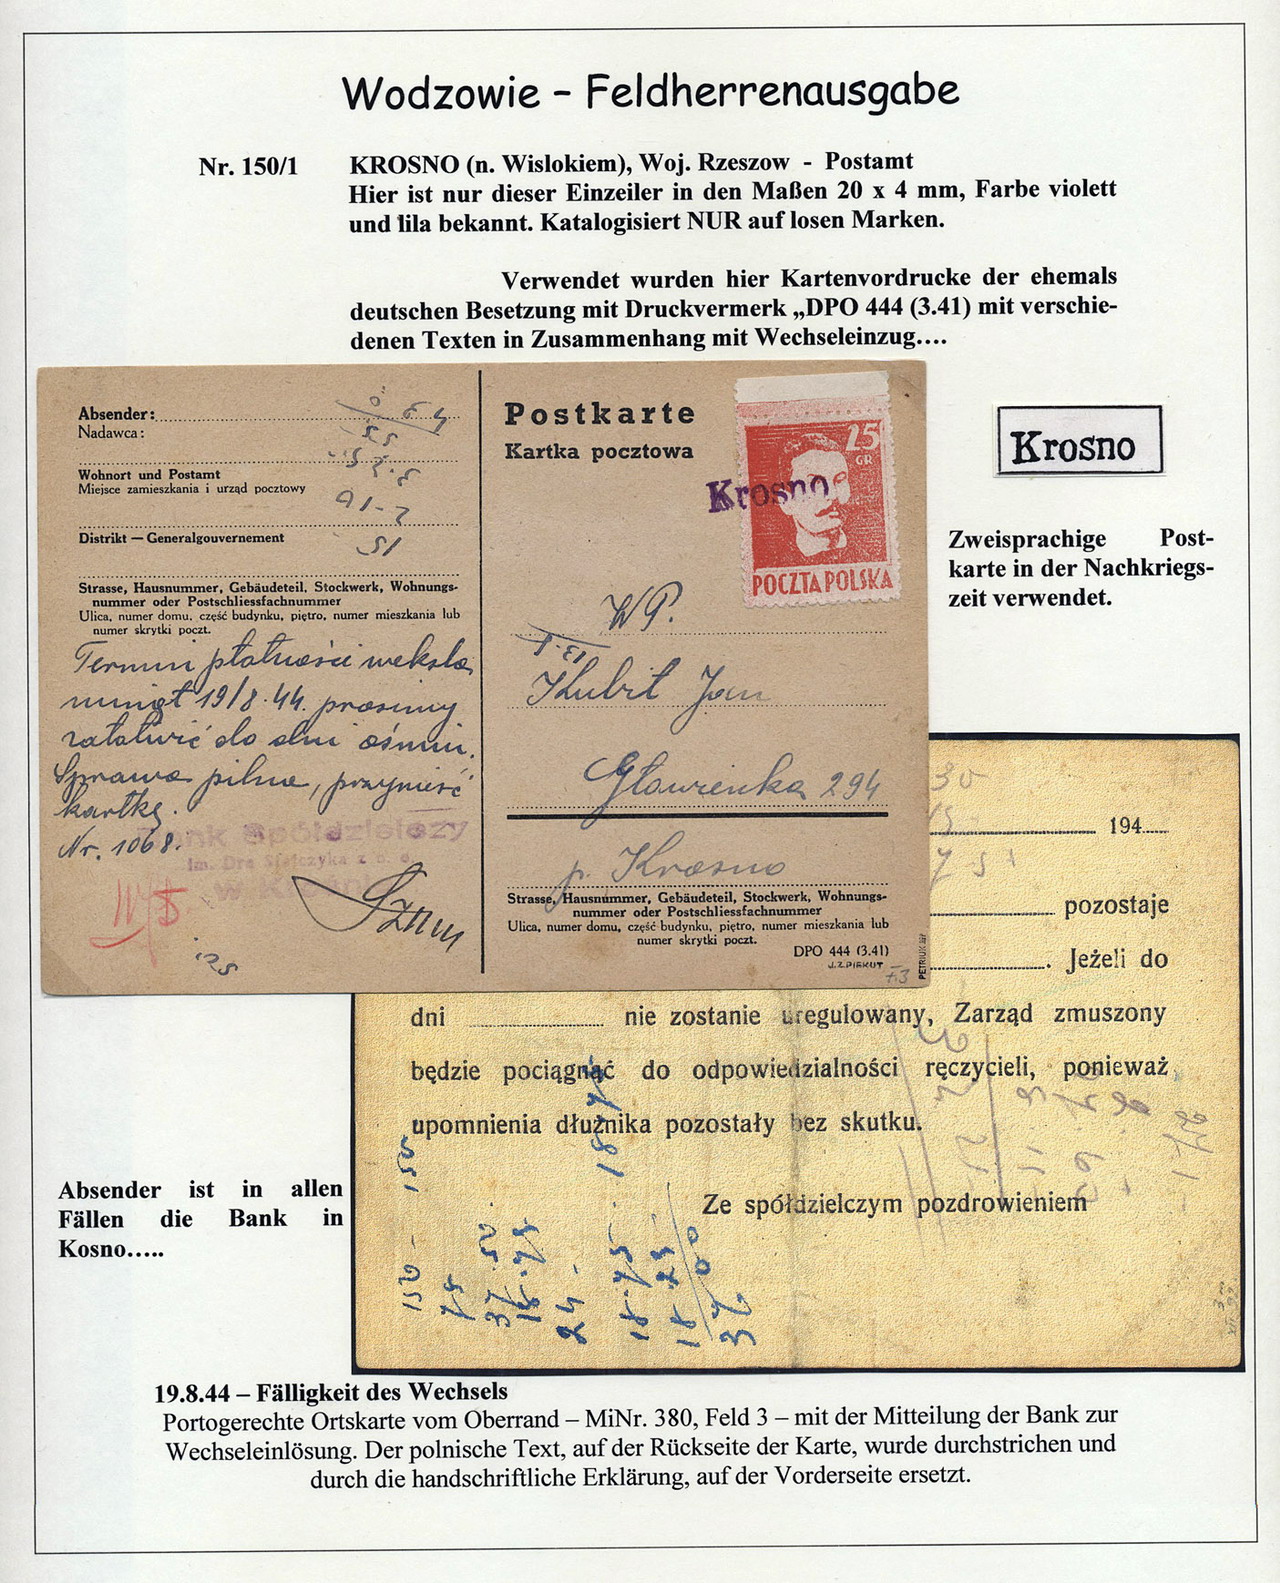 Wodzowie – Feldherrenausgabe
Nr. 150/1 KROSNO (n. Wislokiem), Woj. Rzeszow - Postamt
Hier ist nur dieser Einzeiler in den Maßen 20 x 4 mm, Farbe violett
und lila bekannt. Katalogisiert NUR auf losen Marken.
Verwendet wurden hier Kartenvordrucke der ehemals
deutschen Besetzung mit Druckvermerk „DPO 444 (3.41) mit verschie-
denen Texten in Zusammenhang mit Wechseleinzug….
Absender:
Nadawca:
Wohnort und Postamt
Miejsce zamieszkania i urząd pocztowy
Distrikt — Generalgouvernement
Strasse, Hausnummer, Gebäudeteil, Stockwerk, Wohnungs-
nummer oder Postschliessfachnummer
Ulica, numer domu, część budynku, piętro, numer mieszkania lub
numer skrytki poczt.
Termin płatności weksla
minął 19/8.44. prosimy
załatwić do dni ośmiu.
Sprawa pilna, przynieść
kartkę.
Nr. 1068.
Bank Spółdzielczy
im. Dra Stefczyka z o. o.
w
Postkarte
Kartka pocztowa
25
GR
POCZTA POLSKA
Krosno
WP.
Kubit Jan
Głowienka 294
p. Krosno
Strasse, Hausnummer, Gebäudeteil, Stockwerk, Wohnungs-
nummer oder Postschliessfachnummer
Ulica, numer domu, część budynku, piętro, numer mieszkania lub
numer skrytki poczt.
DPO 444 (3.41)
Krosno
Zweisprachige Post-
karte in der Nachkriegs-
zeit verwendet.
194
pozostaje
. Jeżeli do
dni nie zostanie uregulowany, Zarząd zmuszony
będzie pociągnąć do odpowiedzialności ręczycieli, ponieważ
upomnienia dłużnika pozostały bez skutku.
Ze spółdzielczym pozdrowieniem
Absender ist in allen
Fällen die Bank in
Kosno…..
19.8.44 – Fälligkeit des Wechsels
Portogerechte Ortskarte vom Oberrand – MiNr. 380, Feld 3 – mit der Mitteilung der Bank zur
Wechseleinlösung. Der polnische Text, auf der Rückseite der Karte, wurde durchstrichen und
durch die handschriftliche Erklärung, auf der Vorderseite ersetzt.